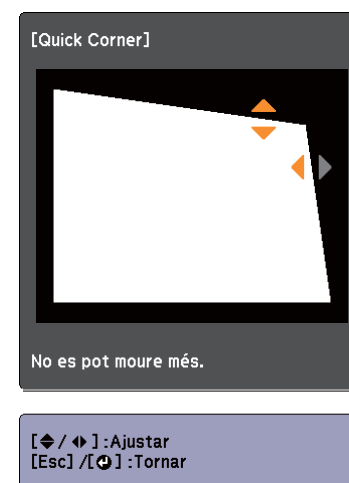 [Quick Corner]
No es pot moure més.
[◆/◆]:Ajustar
[Esc]/[⏎]:Tornar